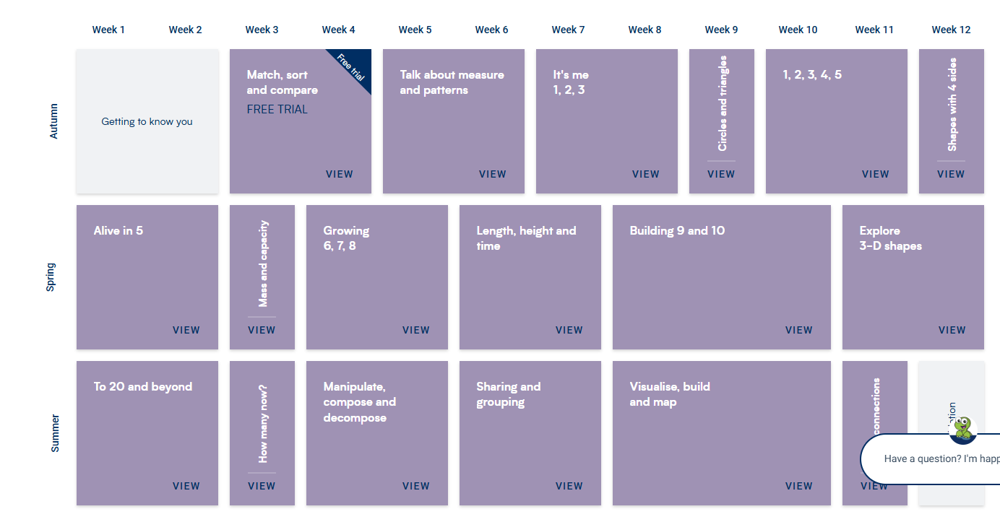 Week 1 Week 2 Week 3 Week 4 Week 5 Week 6 Week 7 Week 8 Week 9 Week 10 Week 11 Week 12
Autumn
Getting to know you
Match, sort
and compare
FREE TRIAL
Free trial
VIEW
Talk about measure
and patterns
VIEW
It's me
1, 2, 3
VIEW
Circles and triangles
VIEW
1, 2, 3, 4, 5
VIEW
Shapes with 4 sides
VIEW
Spring
Alive in 5
VIEW
Mass and capacity
VIEW
Growing
6, 7, 8
VIEW
Length, height and
time
VIEW
Building 9 and 10
VIEW
Explore
3-D shapes
VIEW
Summer
To 20 and beyond
VIEW
How many now?
VIEW
Manipulate,
compose and
decompose
VIEW
Sharing and
grouping
VIEW
Visualise, build
and map
VIEW
connections
VIEW
Have a question? I'm